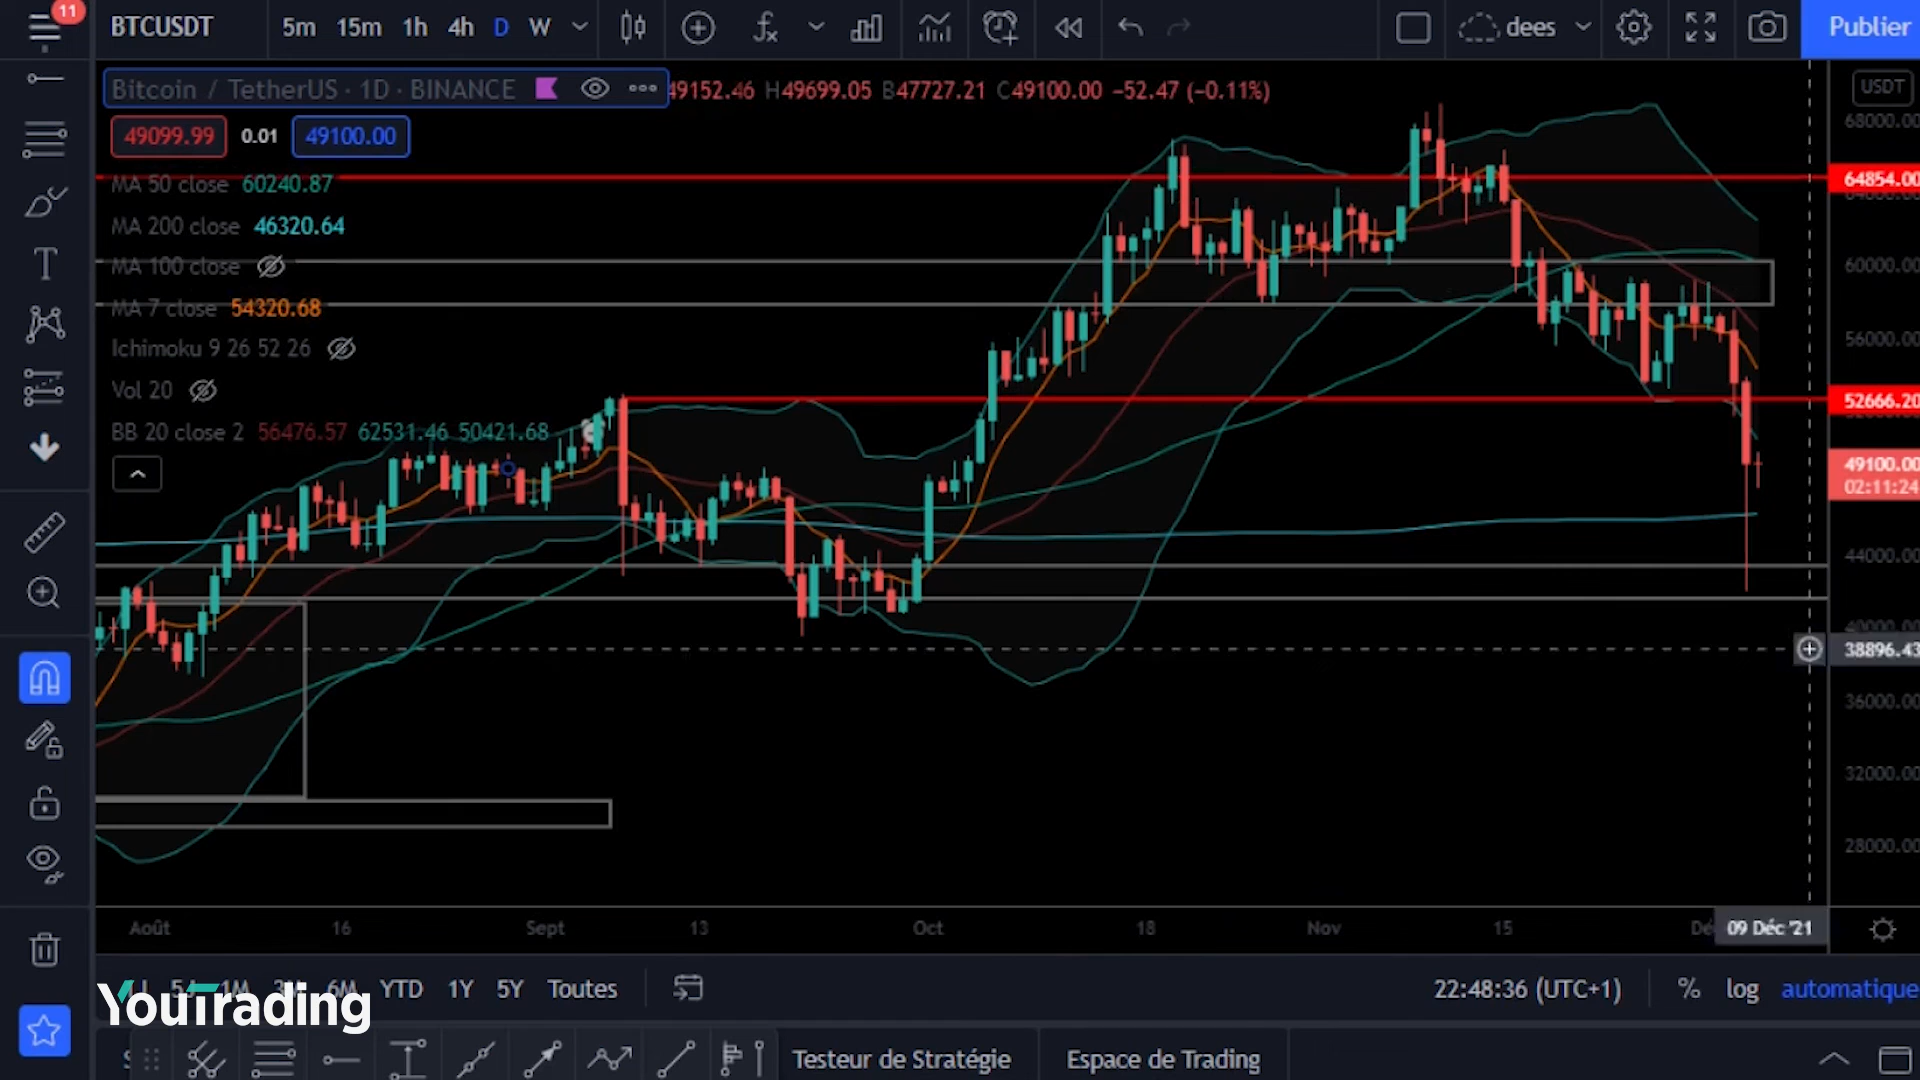 11
BTCUSDT 5m 15m 1h 4h D W dees Publier
Bitcoin / TetherUS · 1D · BINANCE 49152.46 H49699.05 B47727.21 C49100.00 −52.47 (−0.11%)
USDT
49099.99 0.01 49100.00
68000.00
MA 50 close 60240.87
64854.00
MA 200 close 46320.64
MA 100 close
60000.00
MA 7 close 54320.68
56000.00
Ichimoku 9 26 52 26
Vol 20
52666.20
BB 20 close 2 56476.57 62531.46 50421.68
49100.00
02:11:24
44000.00
40000.00
38896.43
36000.00
32000.00
28000.00
Août 16 Sept 13 Oct 18 Nov 15 09 Déc '21
5J 1M 3M 6M YTD 1Y 5Y Toutes 22:48:36 (UTC+1) % log automatique
YouTrading
Testeur de Stratégie Espace de Trading